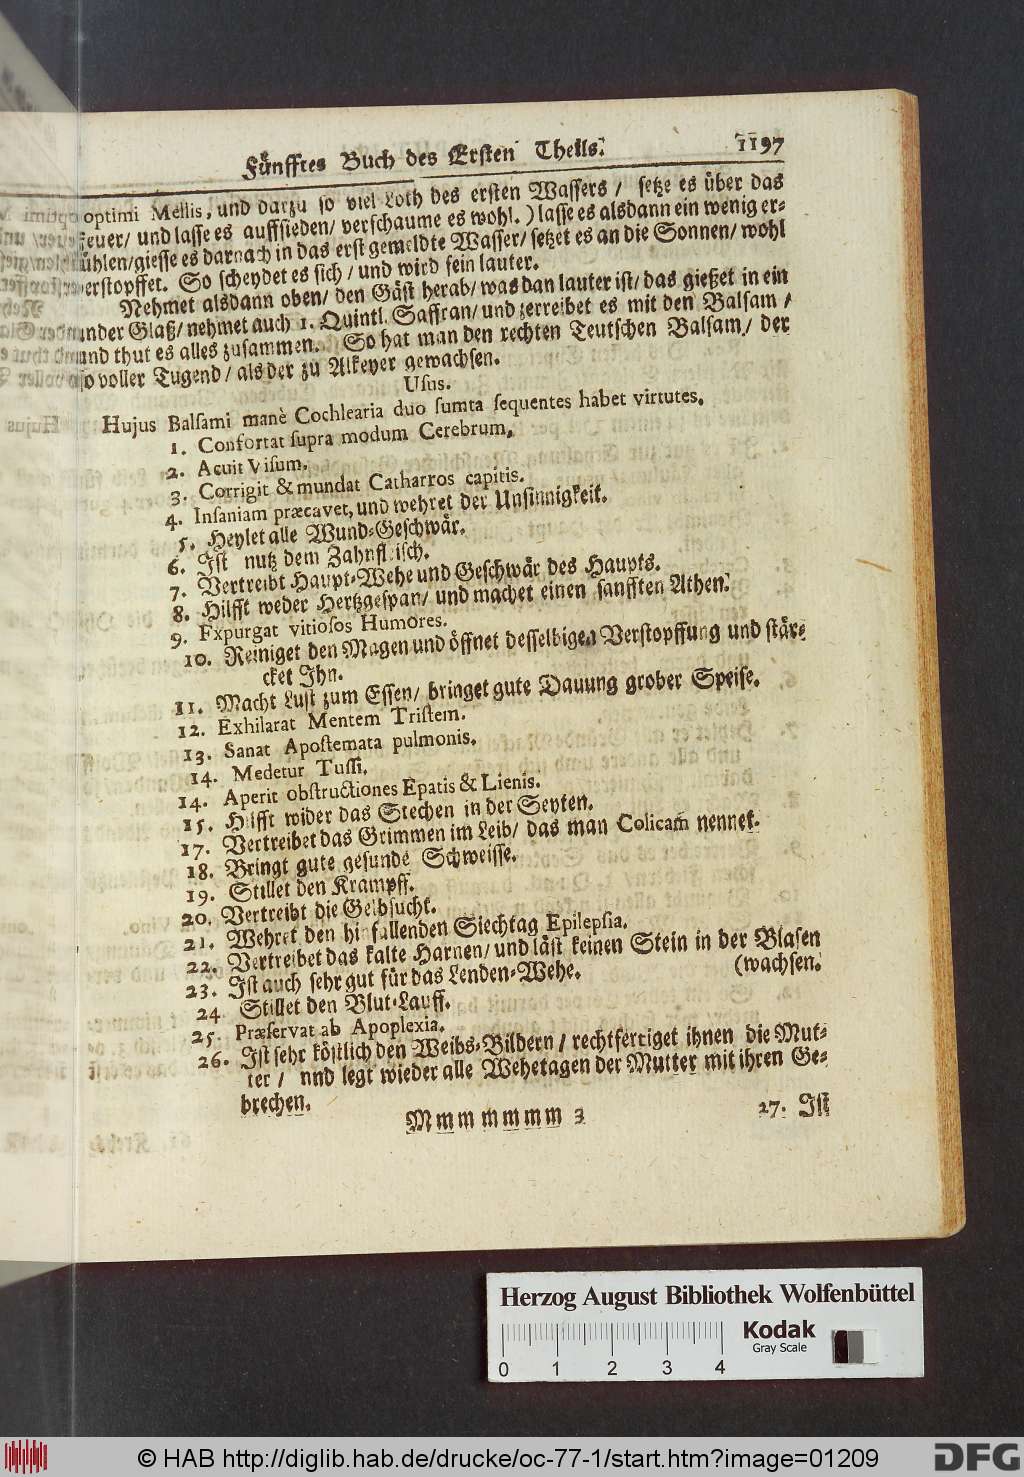 Fünfftes Buch des Ersten Theils. 1197
optimi Mellis, und darzu so viel Loth des ersten Wassers / setze es über das
Feuer / und lasse es auffsieden / verschaume es wohl. ) lasse es alsdann ein wenig er-
kühlen / giesse es darnach in das erst gemeldte Wasser / setzet es an die Sonnen / wohl
verstopffet. So scheydet es sich / und wird fein lauter.
Nehmet alsdann oben / den Gäst herab / was dan lauter ist / das giesset in ein
ander Glaß / nehmet auch 1. Quintl. Saffran / und zerreibet es mit den Balsam /
und thut es alles zusammen. So hat man den rechten Teutschen Balsam / der
so voller Tugend / als der zu Alkeyer gewachsen.
Usus.
Hujus Balsami manè Cochlearia duo sumta sequentes habet virtutes.
1. Confortat supra modum Cerebrum.
2. Acuit Visum.
3. Corrigit & mundat Catharros capitis.
4. Insaniam præcavet, und wehret der Unsinnigkeit.
5. Heylet alle Wund-Geschwär.
6. Ist nutz dem Zahnfleisch.
7. Vertreibt Haupt-Wehe und Geschwär des Haupts.
8. Hilfft weder Hertzgespan / und machet einen sanfften Athen.
9. Expurgat vitiosos Humores.
10. Reiniget den Magen und öffnet desselbigen Verstopffung und stär-
cket Ihn.
11. Macht Lust zum Essen / bringet gute Dauung grober Speise.
12. Exhilarat Mentem Tristem.
13. Sanat Apostemata pulmonis.
14. Medetur Tussi.
14. Aperit obstructiones Epatis & Lienis.
15. Hilfft wider das Stechen in der Seyten.
17. Vertreibet das Grimmen im Leib / das man Colicam nennet.
18. Bringt gute gesunde Schweisse.
19. Stillet den Krampff.
20. Vertreibt die Gelbsucht.
21. Wehret den hinfallenden Siechtag Epilepsia.
22. Vertreibet das kalte Harnen / und läst keinen Stein in der Blasen
(wachsen.
23. Ist auch sehr gut für das Lenden-Wehe.
24 Stillet den Blut-Lauff.
25. Præservat ab Apoplexia.
26. Ist sehr köstlich den Weibs-Bildern / rechtfertiget ihnen die Mut-
ter / nnd legt wieder alle Wehetagen der Mutter mit ihren Ge-
brechen.
Mmmmmmm 3 27. Ist
Herzog August Bibliothek Wolfenbüttel
Kodak
Gray Scale
0 1 2 3 4
© HAB http://diglib.hab.de/drucke/oc-77-1/start.htm?image=01209
DFG